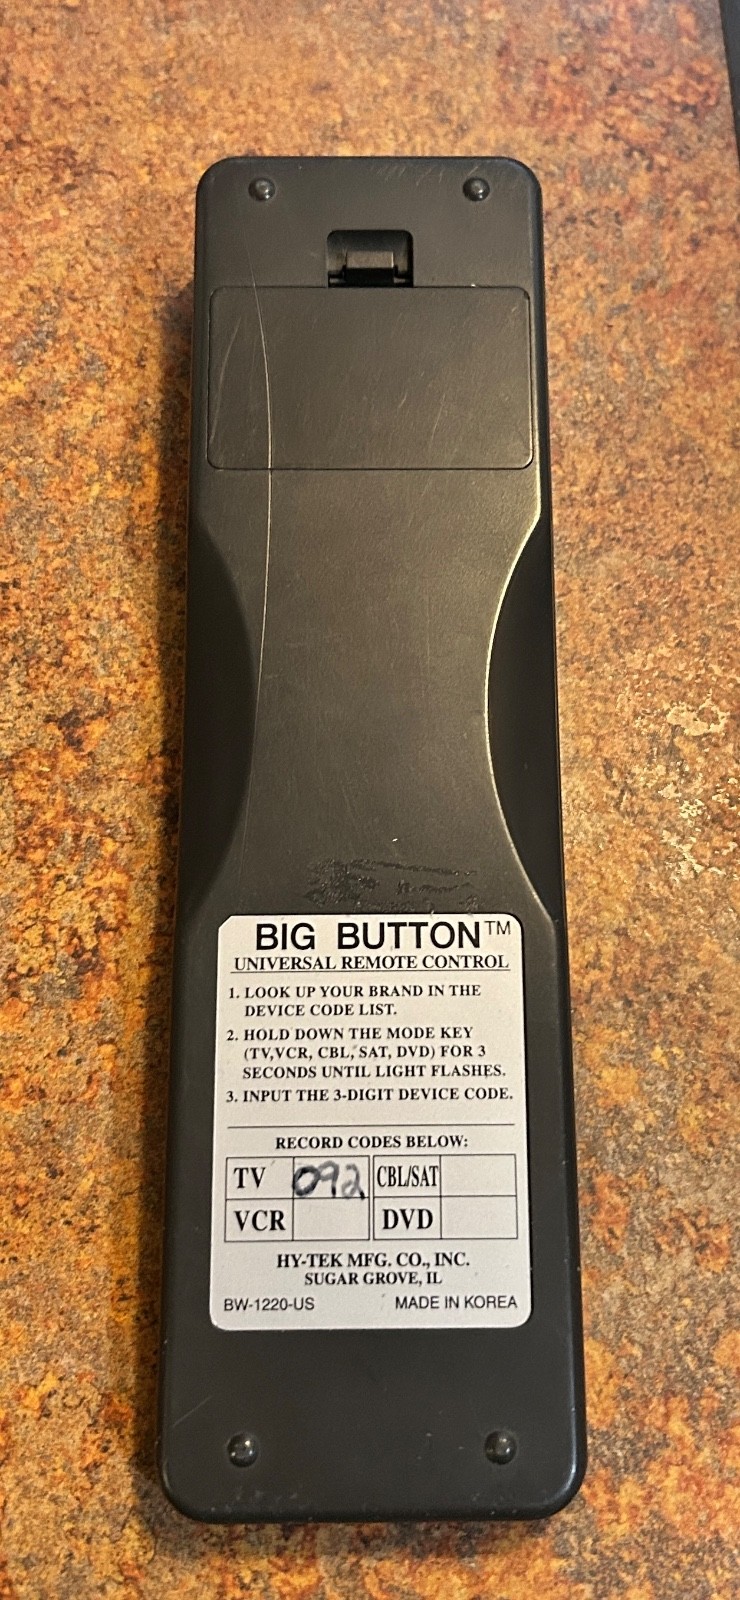 BIG BUTTON™
UNIVERSAL REMOTE CONTROL
1. LOOK UP YOUR BRAND IN THE
DEVICE CODE LIST.
2. HOLD DOWN THE MODE KEY
(TV,VCR, CBL, SAT, DVD) FOR 3
SECONDS UNTIL LIGHT FLASHES.
3. INPUT THE 3-DIGIT DEVICE CODE.
RECORD CODES BELOW:
TV 092 CBL/SAT
VCR DVD
HY-TEK MFG. CO., INC.
SUGAR GROVE, IL
BW-1220-US MADE IN KOREA